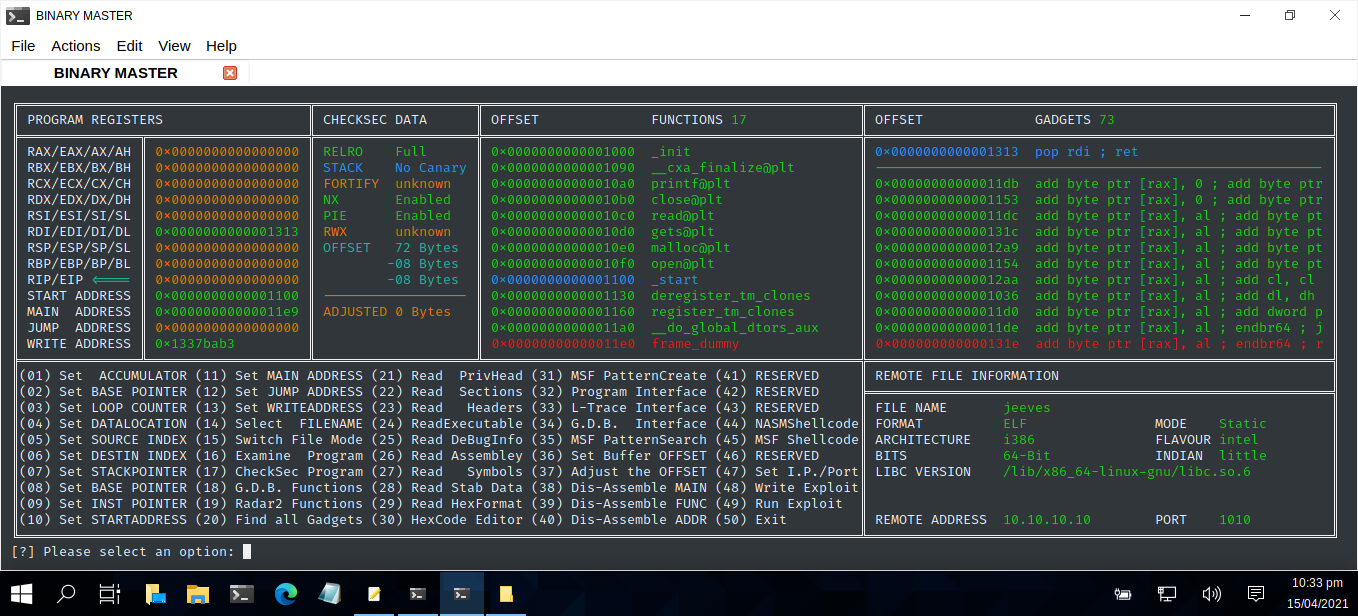 BINARY MASTER
File Actions Edit View Help
BINARY MASTER
PROGRAM REGISTERS CHECKSEC DATA OFFSET FUNCTIONS 17 OFFSET GADGETS 73
RAX/EAX/AX/AH 0×0000000000000000 RELRO Full 0×0000000000001000 _init 0×0000000000001313 pop rdi ; ret
RBX/EBX/BX/BH 0×0000000000000000 STACK No Canary 0×0000000000001090 __cxa_finalize@plt
RCX/ECX/CX/CH 0×0000000000000000 FORTIFY unknown 0×00000000000010a0 printf@plt 0×00000000000011db add byte ptr [rax], 0 ; add byte ptr
RDX/EDX/DX/DH 0×0000000000000000 NX Enabled 0×00000000000010b0 close@plt 0×0000000000001153 add byte ptr [rax], 0 ; add byte ptr
RSI/ESI/SI/SL 0×0000000000000000 PIE Enabled 0×00000000000010c0 read@plt 0×00000000000011dc add byte ptr [rax], al ; add byte pt
RDI/EDI/DI/DL 0×0000000000001313 RWX unknown 0×00000000000010d0 gets@plt 0×000000000000131c add byte ptr [rax], al ; add byte pt
RSP/ESP/SP/SL 0×0000000000000000 OFFSET 72 Bytes 0×00000000000010e0 malloc@plt 0×00000000000012a9 add byte ptr [rax], al ; add byte pt
RBP/EBP/BP/BL 0×0000000000000000 -08 Bytes 0×00000000000010f0 open@plt 0×0000000000001154 add byte ptr [rax], al ; add byte pt
RIP/EIP 0×0000000000000000 -08 Bytes 0×0000000000001100 _start 0×00000000000012aa add byte ptr [rax], al ; add cl, cl
START ADDRESS 0×0000000000001100 0×0000000000001130 deregister_tm_clones 0×0000000000001036 add byte ptr [rax], al ; add dl, dh
MAIN ADDRESS 0×00000000000011e9 ADJUSTED 0 Bytes 0×0000000000001160 register_tm_clones 0×00000000000011d0 add byte ptr [rax], al ; add dword p
JUMP ADDRESS 0×0000000000000000 0×00000000000011a0 __do_global_dtors_aux 0×00000000000011de add byte ptr [rax], al ; endbr64 ; j
WRITE ADDRESS 0×1337bab3 0×00000000000011e0 frame_dummy 0×000000000000131e add byte ptr [rax], al ; endbr64 ; r
(01) Set ACCUMULATOR (11) Set MAIN ADDRESS (21) Read PrivHead (31) MSF PatternCreate (41) RESERVED REMOTE FILE INFORMATION
(02) Set BASE POINTER (12) Set JUMP ADDRESS (22) Read Sections (32) Program Interface (42) RESERVED
(03) Set LOOP COUNTER (13) Set WRITEADDRESS (23) Read Headers (33) L-Trace Interface (43) RESERVED FILE NAME jeeves
(04) Set DATALOCATION (14) Select FILENAME (24) ReadExecutable (34) G.D.B. Interface (44) NASMShellcode FORMAT ELF MODE Static
(05) Set SOURCE INDEX (15) Switch File Mode (25) Read DeBugInfo (35) MSF PatternSearch (45) MSF Shellcode ARCHITECTURE i386 FLAVOUR intel
(06) Set DESTIN INDEX (16) Examine Program (26) Read Assembley (36) Set Buffer OFFSET (46) RESERVED BITS 64-Bit INDIAN little
(07) Set STACKPOINTER (17) CheckSec Program (27) Read Symbols (37) Adjust the OFFSET (47) Set I.P./Port LIBC VERSION /lib/x86_64-linux-gnu/libc.so.6
(08) Set BASE POINTER (18) G.D.B. Functions (28) Read Stab Data (38) Dis-Assemble MAIN (48) Write Exploit
(09) Set INST POINTER (19) Radar2 Functions (29) Read HexFormat (39) Dis-Assemble FUNC (49) Run Exploit
(10) Set STARTADDRESS (20) Find all Gadgets (30) HexCode Editor (40) Dis-Assemble ADDR (50) Exit REMOTE ADDRESS 10.10.10.10 PORT 1010
[?] Please select an option:
10:33 pm
15/04/2021